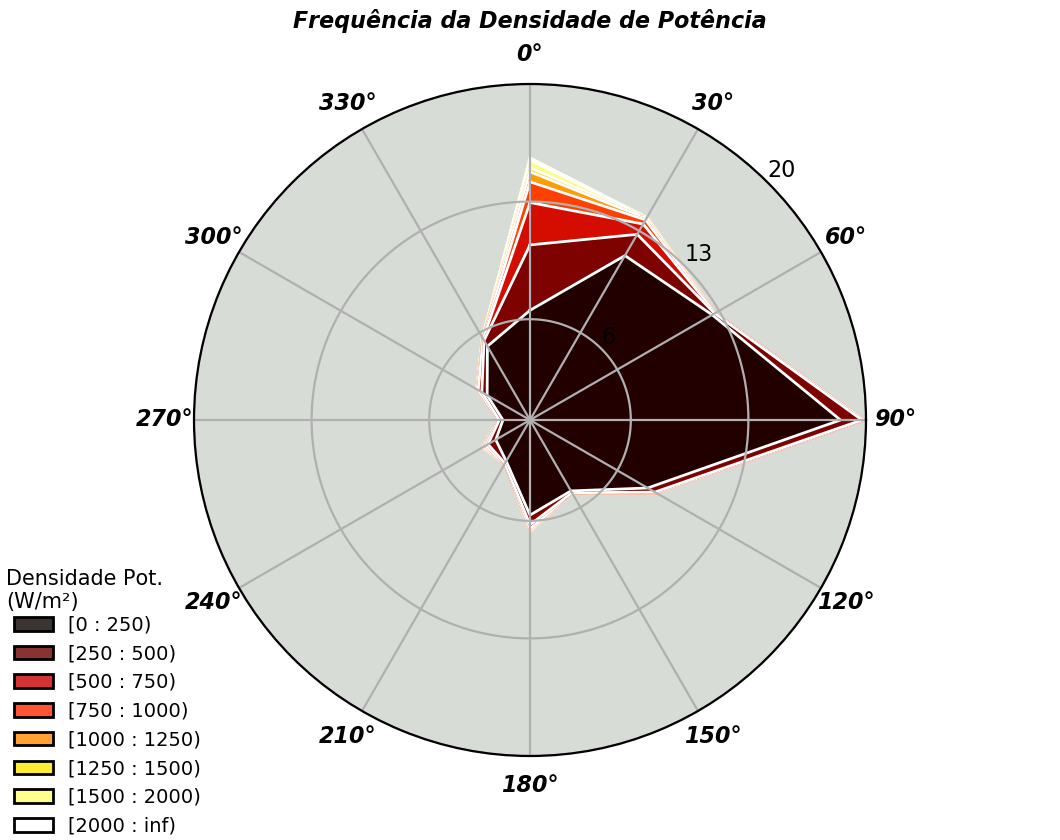 Frequência da Densidade de Potência
0°
330°
30°
20
300°
60°
13
6
270°
90°
Densidade Pot.
(W/m²)
240°
120°
[0 : 250)
[250 : 500)
[500 : 750)
[750 : 1000)
210°
150°
[1000 : 1250)
[1250 : 1500)
180°
[1500 : 2000)
[2000 : inf)